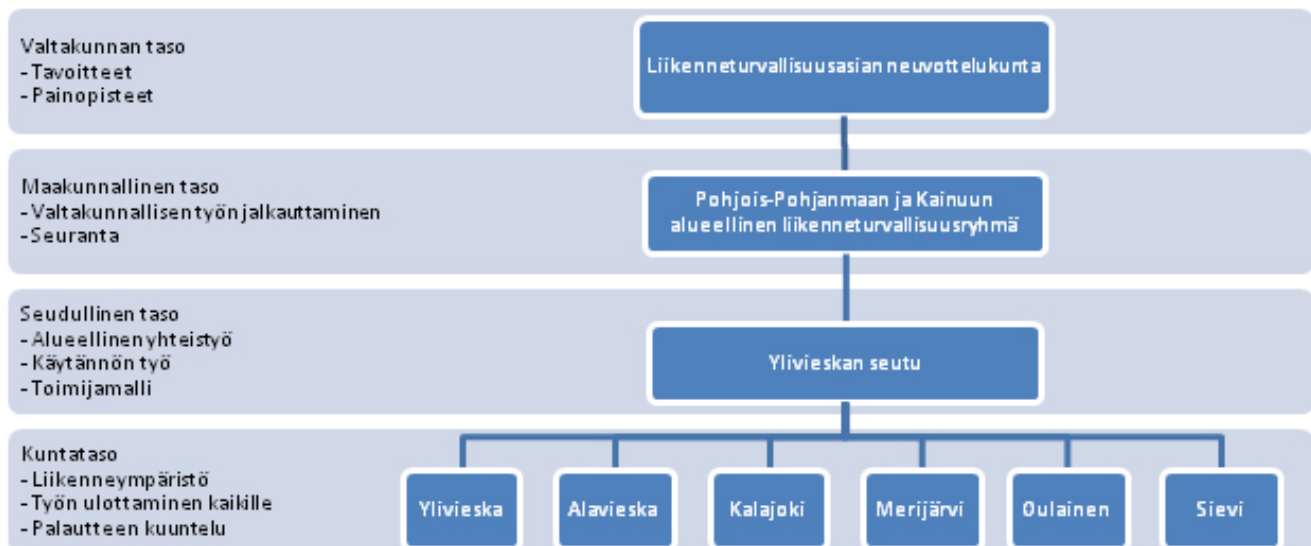 Valtakunnan taso
- Tavoitteet
- Painopisteet
Liikenneturvallisuusasian neuvottelukunta
Maakunnallinen taso
- Valtakunnallisen työn jalkauttaminen
- Seuranta
Pohjois-Pohjanmaan ja Kainuun
alueellinen liikenneturvallisuusryhmä
Seudullinen taso
- Alueellinen yhteistyö
- Käytännön työ
- Toimijamalli
Ylivieskan seutu
Kuntataso
- Liikenneympäristö
- Työn ulottaminen kaikille
- Palautteen kuuntelu
Ylivieska
Alavieska
Kalajoki
Merijärvi
Oulainen
Sievi